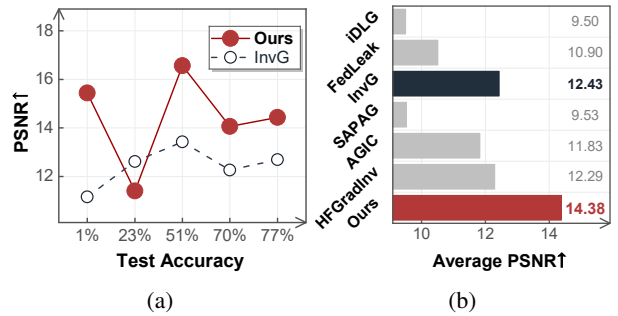 18
16
14
12
PSNR↑
Ours
InvG
1% 23% 51% 70% 77%
Test Accuracy
(a)
iDLG 9.50
FedLeak 10.90
InvG 12.43
SAPAG 9.53
AGIC 11.83
HFGradInv 12.29
Ours 14.38
10 12 14
Average PSNR↑
(b)